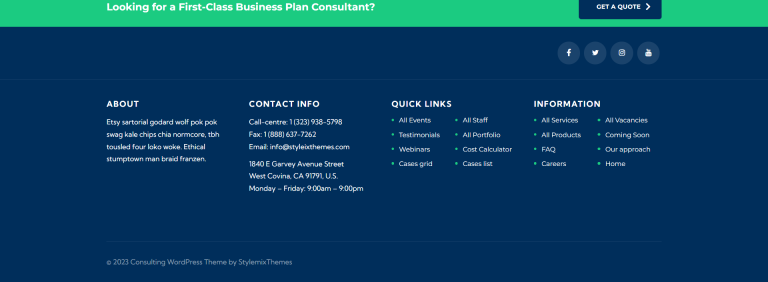 Looking for a First-Class Business Plan Consultant?
GET A QUOTE
ABOUT
Etsy sartorial godard wolf pok pok
swag kale chips chia normcore, tbh
tousled four loko woke. Ethical
stumptown man braid franzen.
CONTACT INFO
Call-centre: 1 (323) 938-5798
Fax: 1 (888) 637-7262
Email: info@styleixthemes.com
1840 E Garvey Avenue Street
West Covina, CA 91791, U.S.
Monday – Friday: 9:00am – 9:00pm
QUICK LINKS
All Events
Testimonials
Webinars
Cases grid
All Staff
All Portfolio
Cost Calculator
Cases list
INFORMATION
All Services
All Products
FAQ
Careers
All Vacancies
Coming Soon
Our approach
Home
© 2023 Consulting WordPress Theme by StylemixThemes